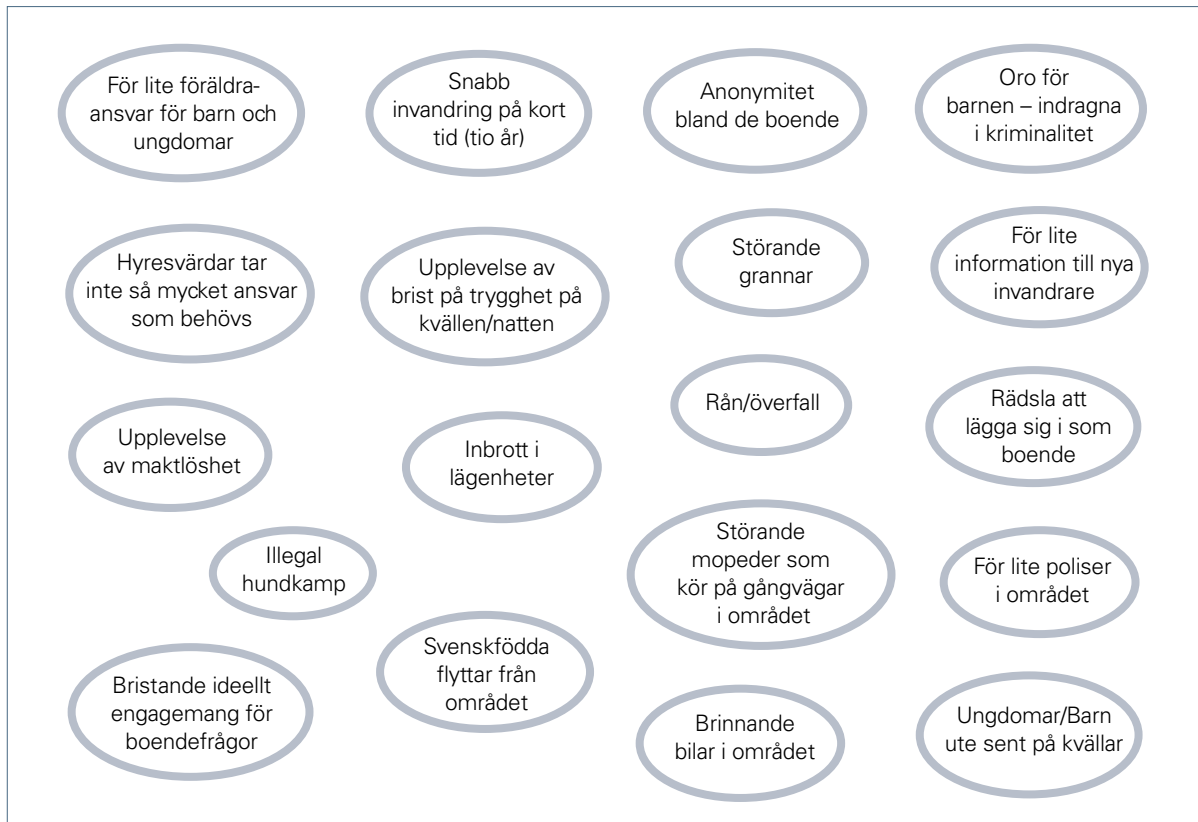 För lite föräldra-
ansvar för barn och
ungdomar
Snabb
invandring på kort
tid (tio år)
Anonymitet
bland de boende
Oro för
barnen – indragna
i kriminalitet
Hyresvärdar tar
inte så mycket ansvar
som behövs
Upplevelse av
brist på trygghet på
kvällen/natten
Störande
grannar
För lite
information till nya
invandrare
Upplevelse
av maktlöshet
Inbrott i
lägenheter
Rån/överfall
Rädsla att
lägga sig i som
boende
Illegal
hundkamp
Störande
mopeder som
kör på gångvägar
i området
För lite poliser
i området
Bristande ideellt
engagemang för
boendefrågor
Svenskfödda
flyttar från
området
Brinnande
bilar i området
Ungdomar/Barn
ute sent på kvällar